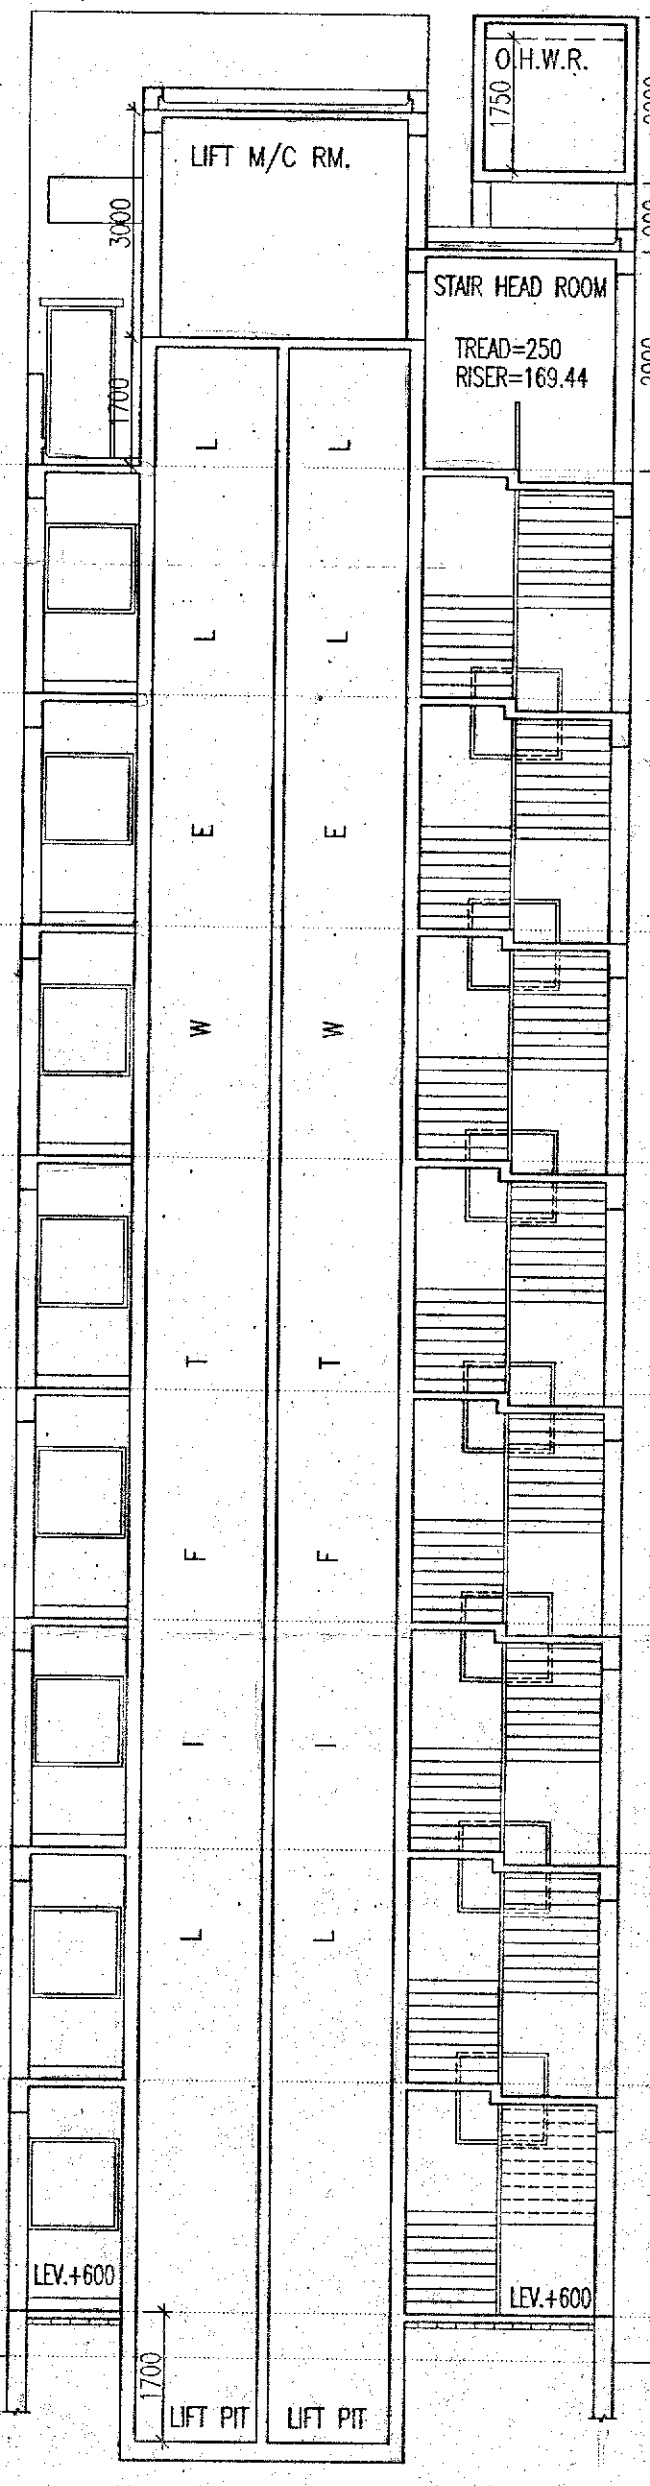 O.H.W.R.
1750
LIFT M/C RM.
3000
STAIR HEAD ROOM
TREAD=250
RISER=169.44
1700
L L
L L
E E
W W
T T
F F
I I
L L
LEV.+600
LEV.+600
1700
LIFT PIT LIFT PIT